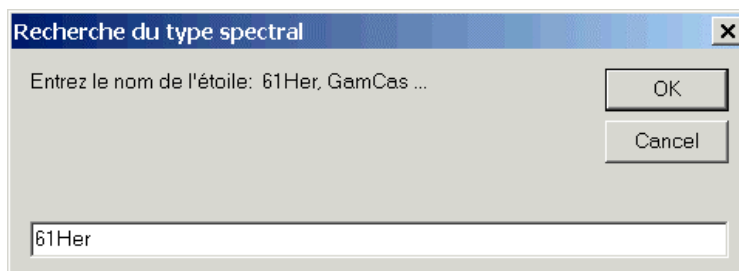 Recherche du type spectral
Entrez le nom de l'étoile: 61Her, GamCas ...
OK
Cancel
61Her